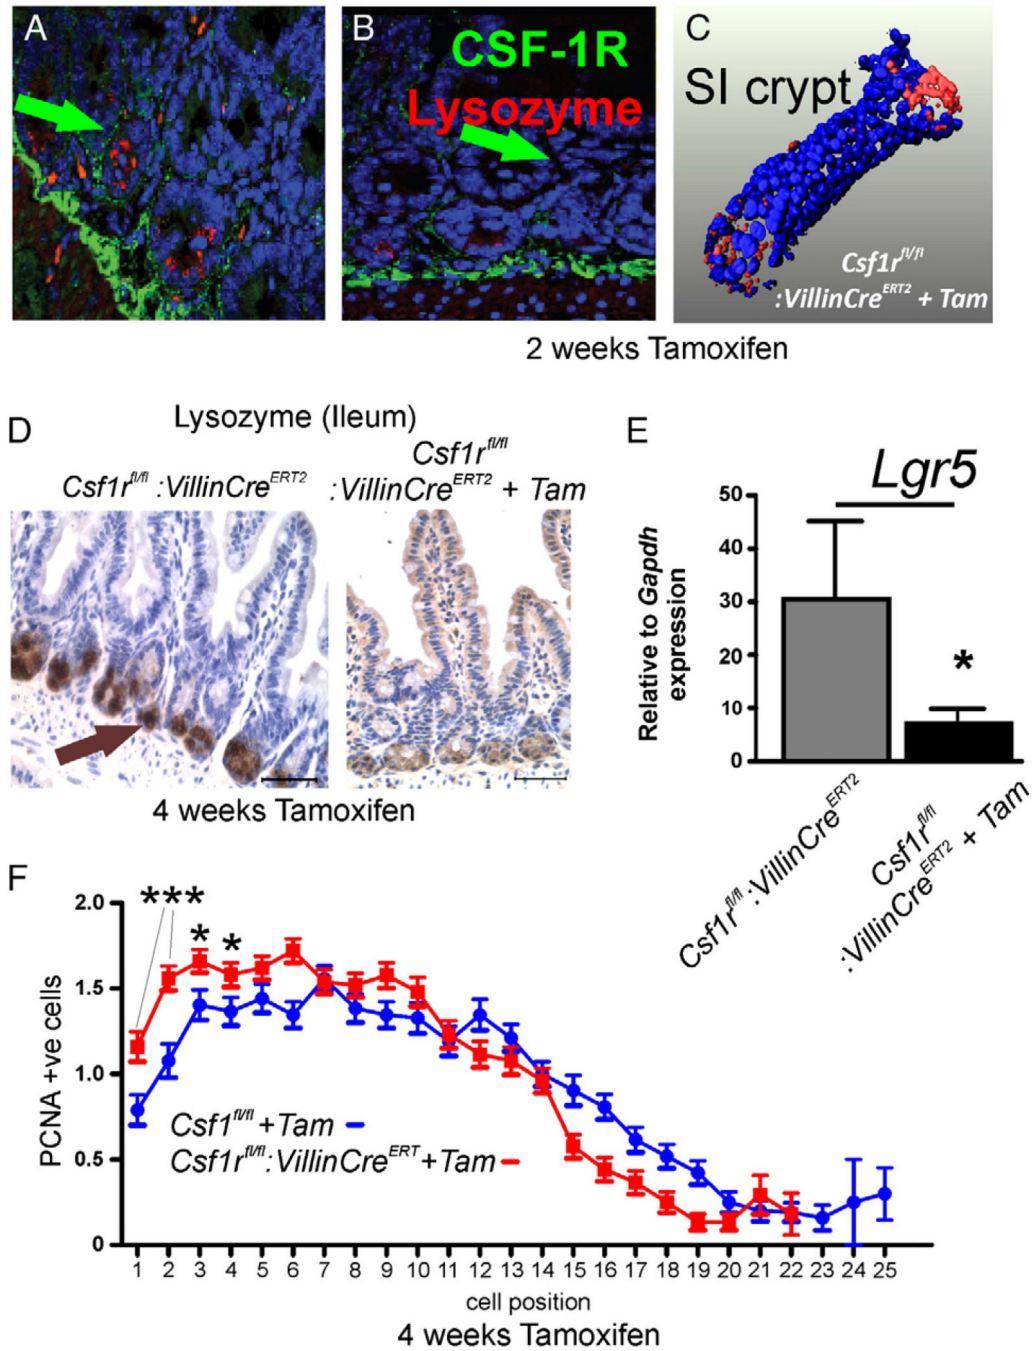 A
B
CSF-1R
Lysozyme
C
SI crypt
Csf1r^fl/fl
:VillinCre^ERT2 + Tam
2 weeks Tamoxifen
D
Lysozyme (Ileum)
Csf1r^fl/fl :VillinCre^ERT2
Csf1r^fl/fl
:VillinCre^ERT2 + Tam
4 weeks Tamoxifen
E
Lgr5
Relative to Gapdh
expression
50
40
30
20
10
0
*
Csf1r^fl/fl:VillinCre^ERT2
Csf1r^fl/fl
:VillinCre^ERT2 + Tam
F
PCNA +ve cells
2.0
1.5
1.0
0.5
0
***
*
*
Csf1^fl/fl+Tam
Csf1r^fl/fl:VillinCre^ERT+Tam
1 2 3 4 5 6 7 8 9 10 11 12 13 14 15 16 17 18 19 20 21 22 23 24 25
cell position
4 weeks Tamoxifen